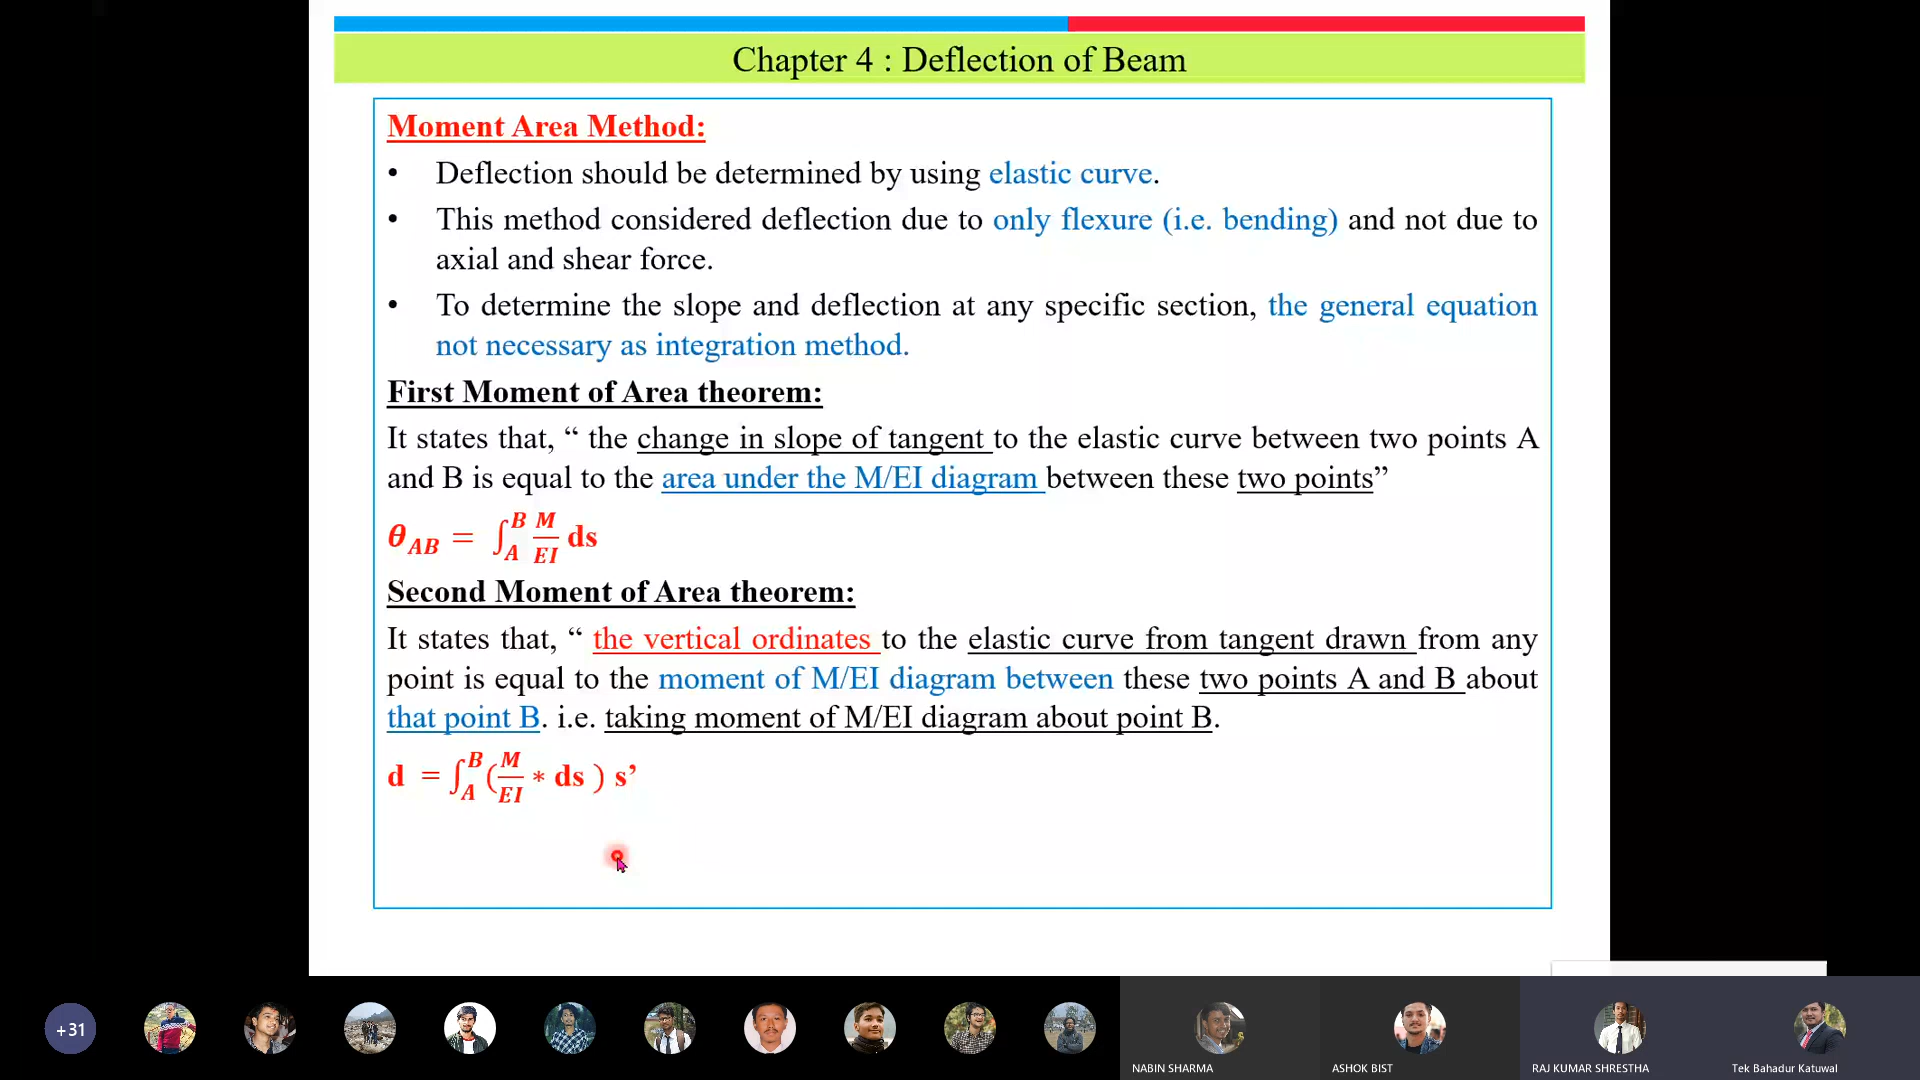 Chapter 4 : Deflection of Beam
Moment Area Method:
• Deflection should be determined by using elastic curve.
• This method considered deflection due to only flexure (i.e. bending) and not due to
axial and shear force.
• To determine the slope and deflection at any specific section, the general equation
not necessary as integration method.
First Moment of Area theorem:
It states that, “ the change in slope of tangent to the elastic curve between two points A
and B is equal to the area under the M/EI diagram between these two points”
θ_AB = ∫_A^B M/EI ds
Second Moment of Area theorem:
It states that, “ the vertical ordinates to the elastic curve from tangent drawn from any
point is equal to the moment of M/EI diagram between these two points A and B about
that point B. i.e. taking moment of M/EI diagram about point B.
d = ∫_A^B (M/EI * ds ) s’
+31
NABIN SHARMA
ASHOK BIST
RAJ KUMAR SHRESTHA
Tek Bahadur Katuwal